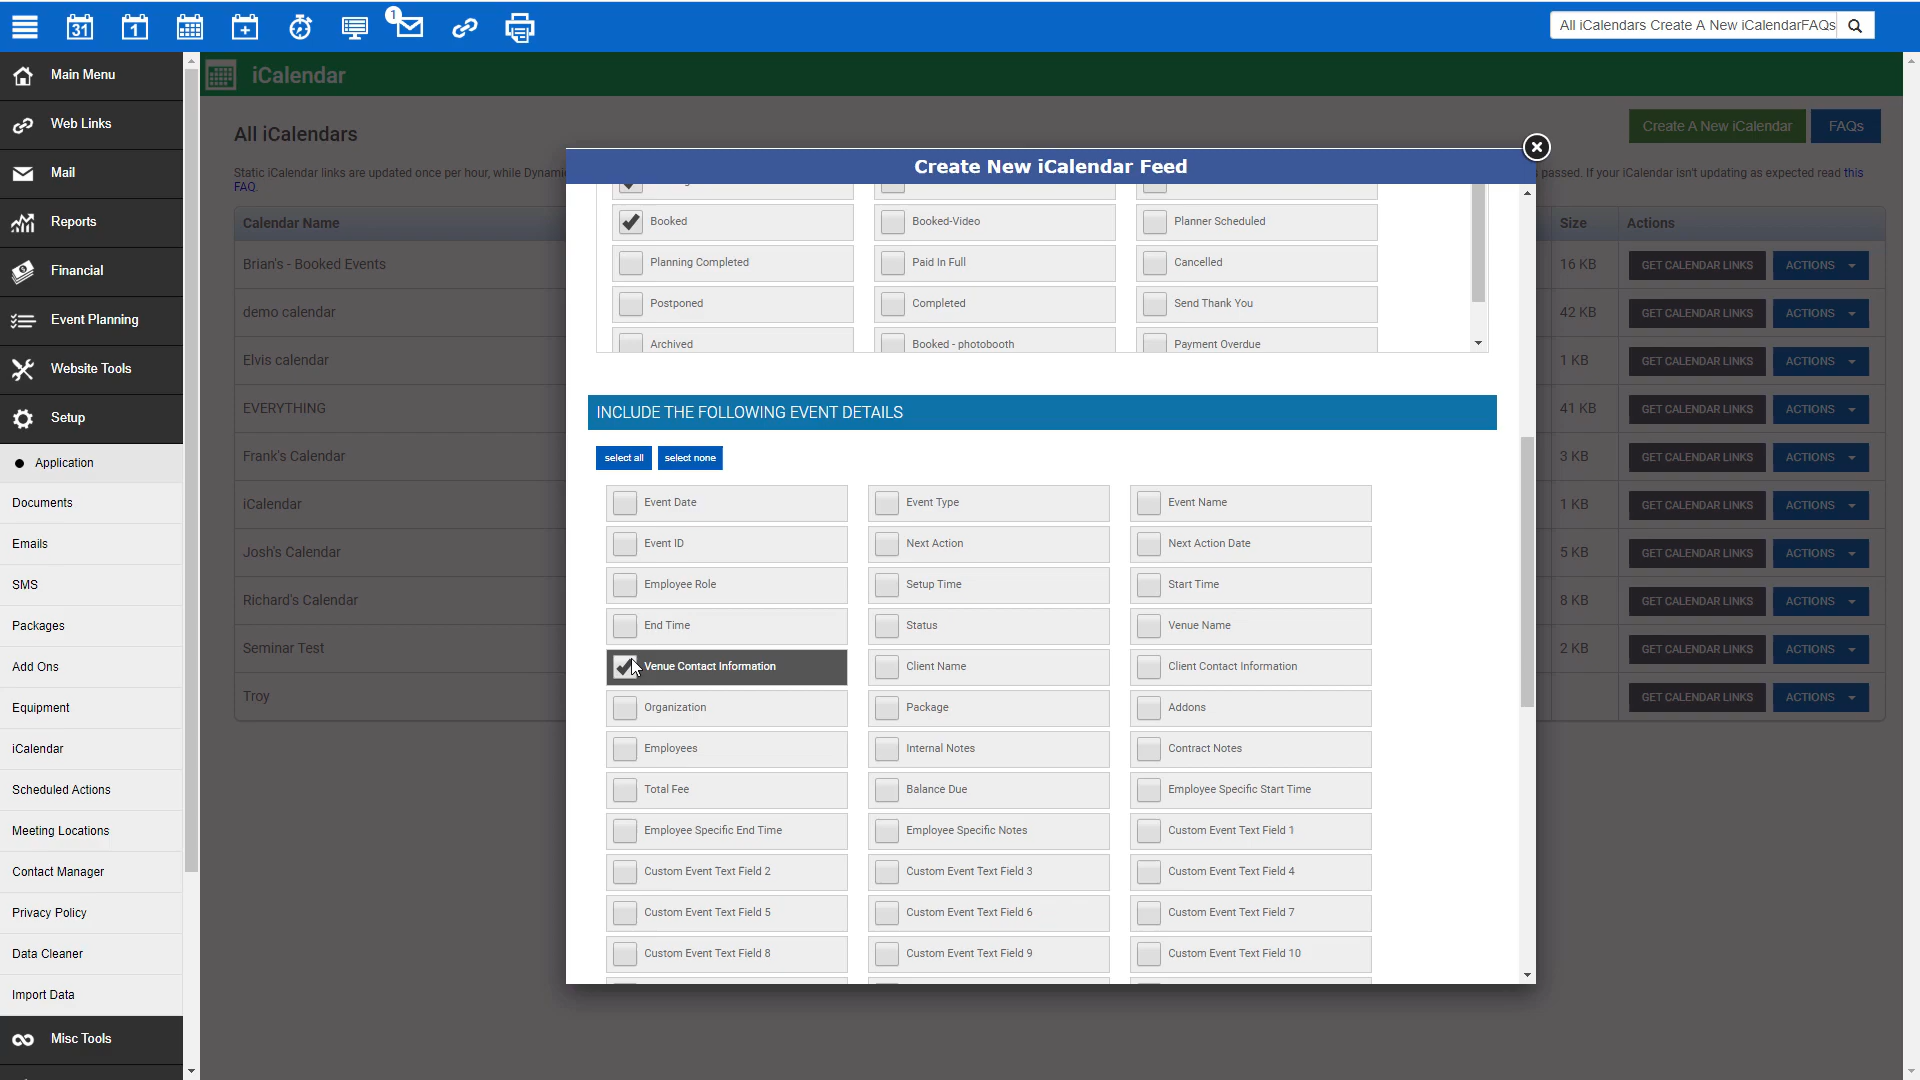 31
1
1
All iCalendars Create A New iCalendarFAQs
Main Menu
Web Links
Mail
Reports
Financial
Event Planning
Website Tools
Setup
Application
Documents
Emails
SMS
Packages
Add Ons
Equipment
iCalendar
Scheduled Actions
Meeting Locations
Contact Manager
Privacy Policy
Data Cleaner
Import Data
Misc Tools
iCalendar
All iCalendars
Create A New iCalendar
FAQs
Static iCalendar links are updated once per hour, while Dynamic
passed. If your iCalendar isn't updating as expected read this
FAQ.
Calendar Name
Size
Actions
Brian's - Booked Events
16 KB
GET CALENDAR LINKS
ACTIONS
demo calendar
42 KB
GET CALENDAR LINKS
ACTIONS
Elvis calendar
1 KB
GET CALENDAR LINKS
ACTIONS
EVERYTHING
41 KB
GET CALENDAR LINKS
ACTIONS
Frank's Calendar
3 KB
GET CALENDAR LINKS
ACTIONS
iCalendar
1 KB
GET CALENDAR LINKS
ACTIONS
Josh's Calendar
5 KB
GET CALENDAR LINKS
ACTIONS
Richard's Calendar
8 KB
GET CALENDAR LINKS
ACTIONS
Seminar Test
2 KB
GET CALENDAR LINKS
ACTIONS
Troy
GET CALENDAR LINKS
ACTIONS
Create New iCalendar Feed
Booked
Booked-Video
Planner Scheduled
Planning Completed
Paid In Full
Cancelled
Postponed
Completed
Send Thank You
Archived
Booked - photobooth
Payment Overdue
INCLUDE THE FOLLOWING EVENT DETAILS
select all
select none
Event Date
Event Type
Event Name
Event ID
Next Action
Next Action Date
Employee Role
Setup Time
Start Time
End Time
Status
Venue Name
Venue Contact Information
Client Name
Client Contact Information
Organization
Package
Addons
Employees
Internal Notes
Contract Notes
Total Fee
Balance Due
Employee Specific Start Time
Employee Specific End Time
Employee Specific Notes
Custom Event Text Field 1
Custom Event Text Field 2
Custom Event Text Field 3
Custom Event Text Field 4
Custom Event Text Field 5
Custom Event Text Field 6
Custom Event Text Field 7
Custom Event Text Field 8
Custom Event Text Field 9
Custom Event Text Field 10